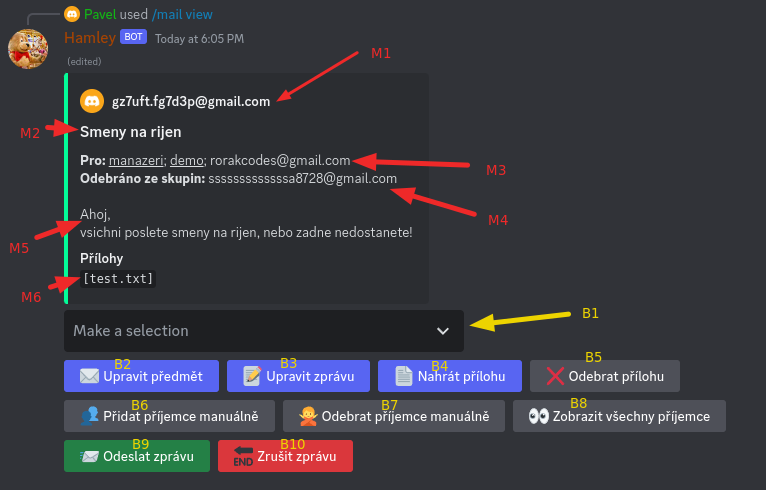 Pavel used /mail view
Hamley BOT Today at 6:05 PM
(edited)
M1
gz7uft.fg7d3p@gmail.com
M2
Smeny na rijen
Pro: manazeri; demo; rorakcodes@gmail.com
M3
Odebráno ze skupin: sssssssssssssa8728@gmail.com
M4
Ahoj,
M5
vsichni poslete smeny na rijen, nebo zadne nedostanete!
Přílohy
[test.txt]
M6
B1
Make a selection
B2 B3 B4 B5
Upravit předmět Upravit zprávu Nahrát přílohu Odebrat přílohu
B6 B7 B8
Přidat příjemce manuálně Odebrat příjemce manuálně Zobrazit všechny příjemce
B9 B10
Odeslat zprávu END Zrušit zprávu